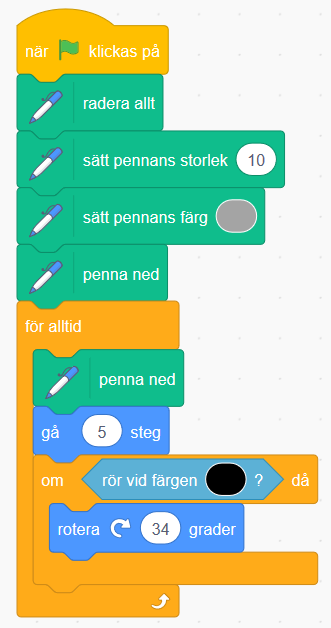 när klickas på
radera allt
sätt pennans storlek 10
sätt pennans färg
penna ned
för alltid
penna ned
gå 5 steg
om rör vid färgen ? då
rotera 34 grader